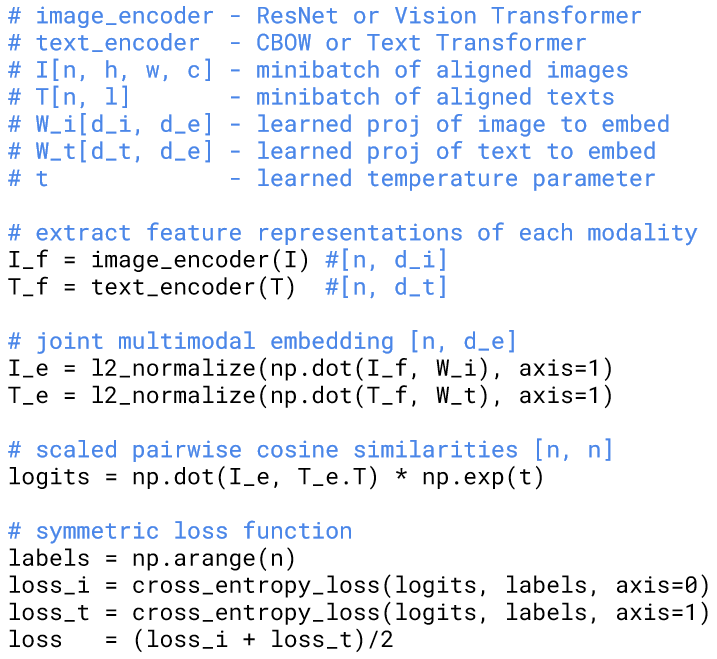 # image_encoder - ResNet or Vision Transformer
# text_encoder  - CBOW or Text Transformer
# I[n, h, w, c] - minibatch of aligned images
# T[n, l]       - minibatch of aligned texts
# W_i[d_i, d_e] - learned proj of image to embed
# W_t[d_t, d_e] - learned proj of text to embed
# t             - learned temperature parameter

# extract feature representations of each modality
I_f = image_encoder(I) #[n, d_i]
T_f = text_encoder(T)  #[n, d_t]

# joint multimodal embedding [n, d_e]
I_e = l2_normalize(np.dot(I_f, W_i), axis=1)
T_e = l2_normalize(np.dot(T_f, W_t), axis=1)

# scaled pairwise cosine similarities [n, n]
logits = np.dot(I_e, T_e.T) * np.exp(t)

# symmetric loss function
labels = np.arange(n)
loss_i = cross_entropy_loss(logits, labels, axis=0)
loss_t = cross_entropy_loss(logits, labels, axis=1)
loss   = (loss_i + loss_t)/2